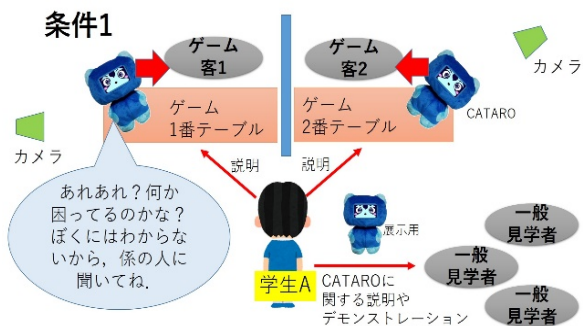 条件1
ゲーム
客1
ゲーム
客2
カメラ
ゲーム
1番テーブル
ゲーム
2番テーブル
CATARO
カメラ
説明
説明
あれあれ？何か
困ってるのかな？
ぼくにはわからな
いから，係の人に
聞いてね．
展示用
学生A
CATAROに
関する説明や
デモンストレーション
一般
見学者
一般
見学者
一般
見学者